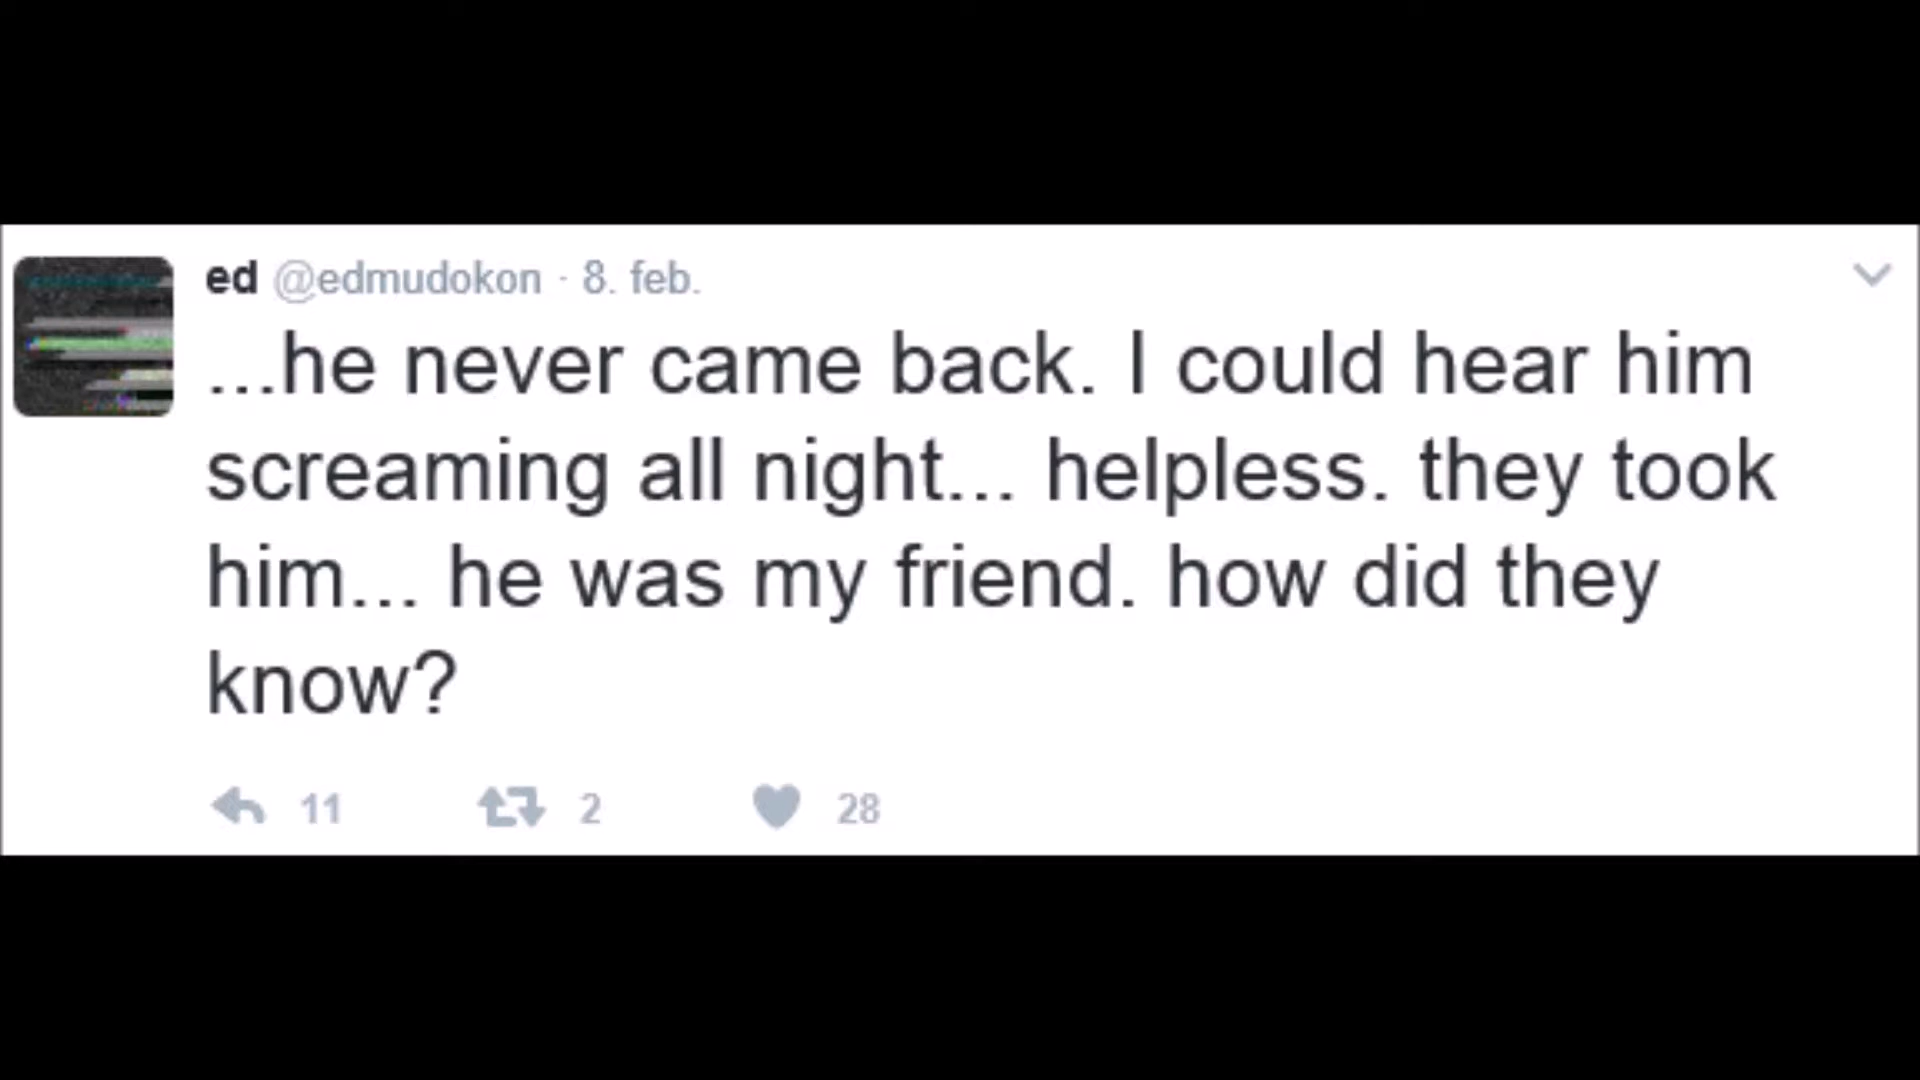 ed @edmudokon · 8. feb.
...he never came back. I could hear him
screaming all night... helpless. they took
him... he was my friend. how did they
know?
11 2 28